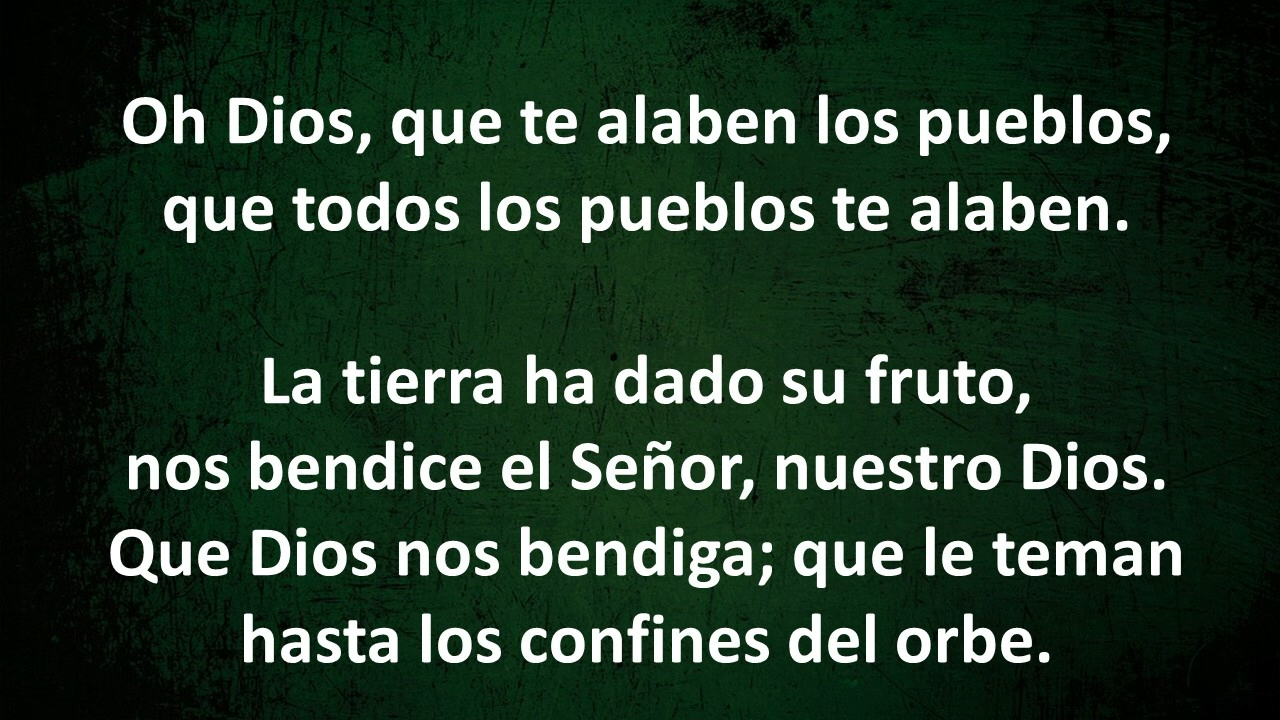 Oh Dios, que te alaben los pueblos,
que todos los pueblos te alaben.
La tierra ha dado su fruto,
nos bendice el Señor, nuestro Dios.
Que Dios nos bendiga; que le teman
hasta los confines del orbe.